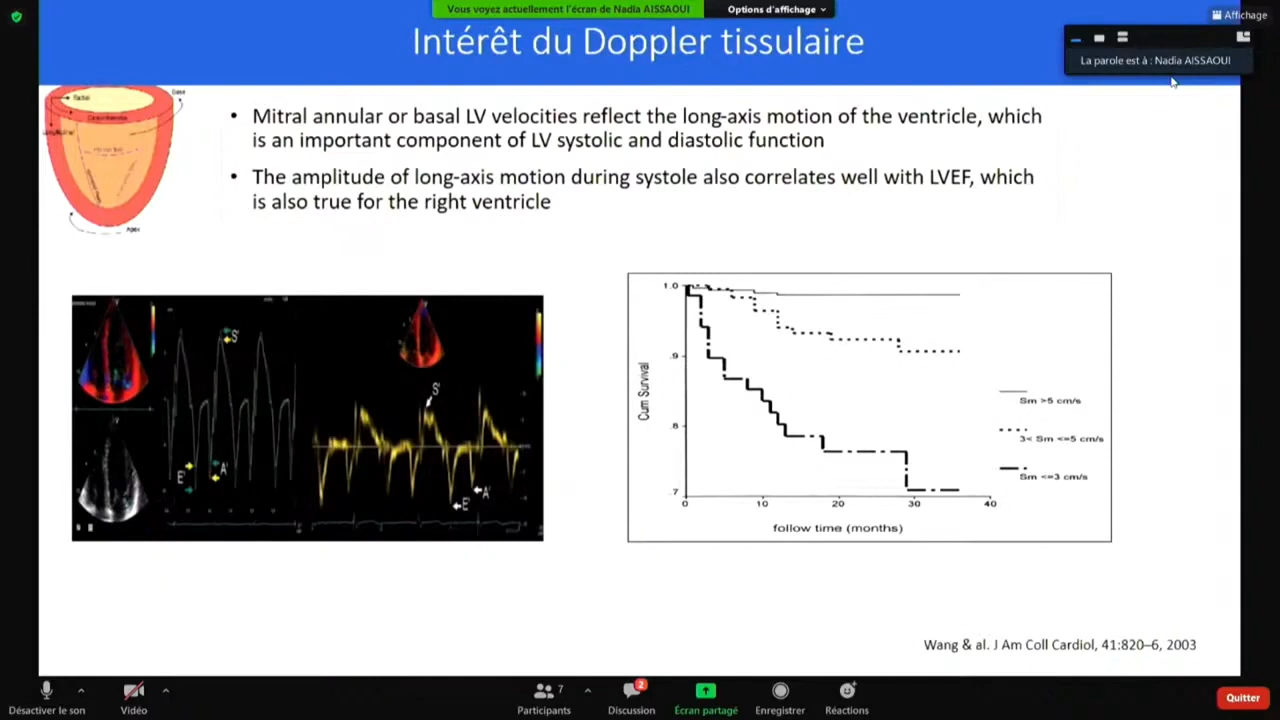 Vous voyez actuellement l'écran de Nadia AISSAOUI
Options d'affichage
Affichage
La parole est à : Nadia AISSAOUI
Intérêt du Doppler tissulaire
Radial
Base
Apex
• Mitral annular or basal LV velocities reflect the long-axis motion of the ventricle, which
is an important component of LV systolic and diastolic function
• The amplitude of long-axis motion during systole also correlates well with LVEF, which
is also true for the right ventricle
S'
E'
A'
S'
E'
A'
Cum Survival
1.0
.9
.8
.7
0 10 20 30 40
follow time (months)
Sm >5 cm/s
3< Sm <=5 cm/s
Sm <=3 cm/s
Wang & al. J Am Coll Cardiol, 41:820–6, 2003
Désactiver le son
Vidéo
Participants
7
Discussion
2
Écran partagé
Enregistrer
Réactions
Quitter